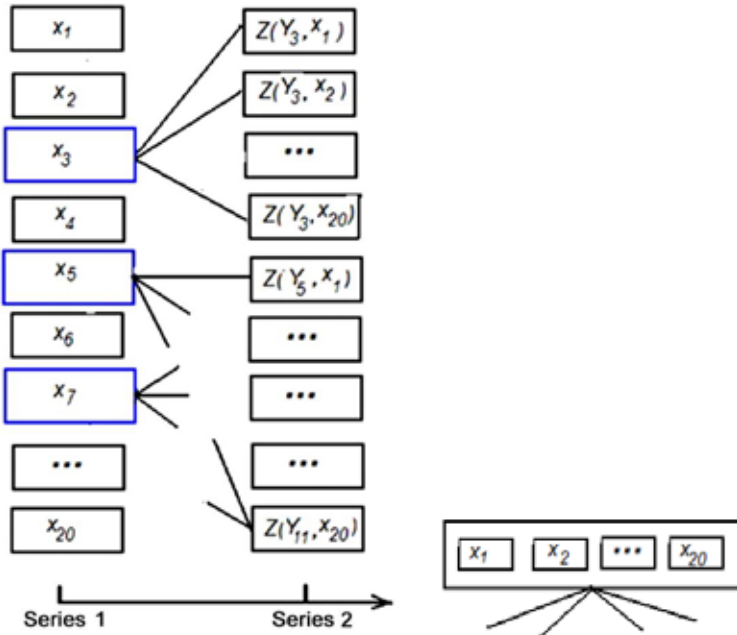 x₁
x₂
x₃
x₄
x₅
x₆
x₇
...
x₂₀
Z(Y₃,x₁)
Z(Y₃,x₂)
...
Z(Y₃,x₂₀)
Z(Y₅,x₁)
...
...
...
Z(Y₁₁,x₂₀)
Series 1 Series 2
x₁ x₂ ... x₂₀